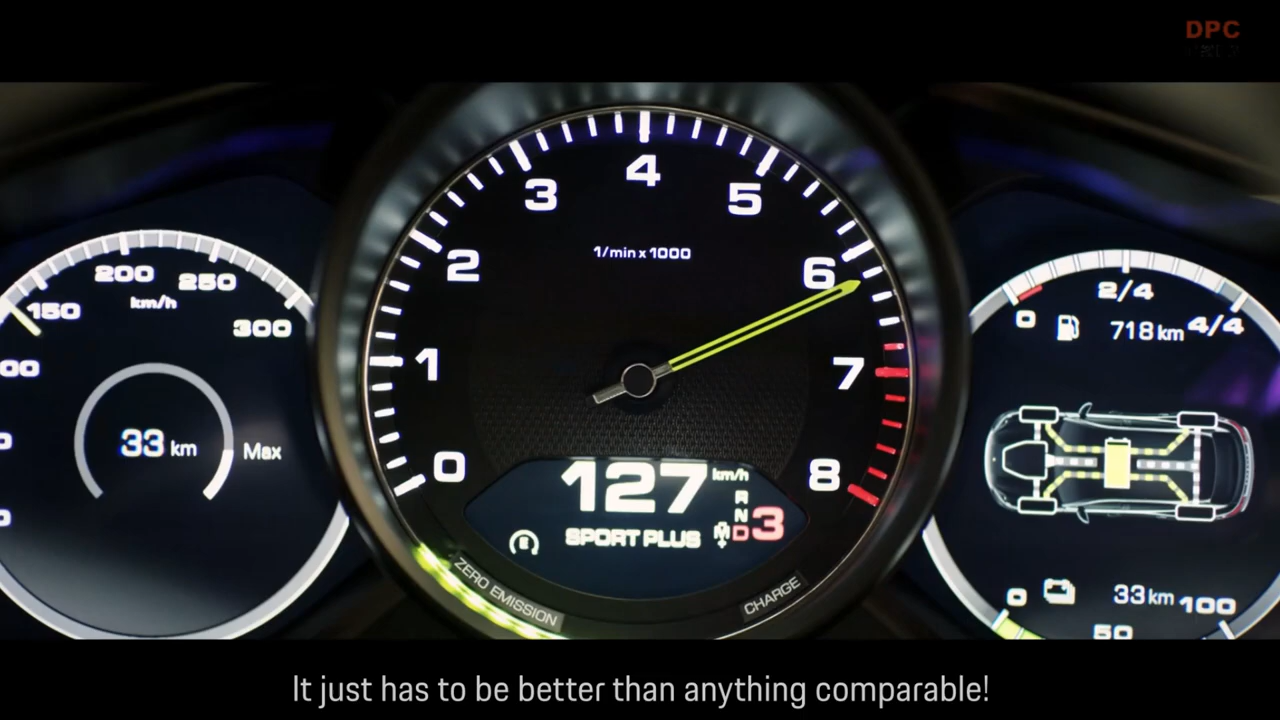 DPC
4
3
5
1/min x 1000
2
6
200
250
km/h
150
300
2/4
0
718 km
4/4
00
1
7
33 km
Max
0
127 km/h
R
N
D 3
M
8
SPORT PLUS
E
ZERO EMISSION
CHARGE
0
33 km
100
50
It just has to be better than anything comparable!